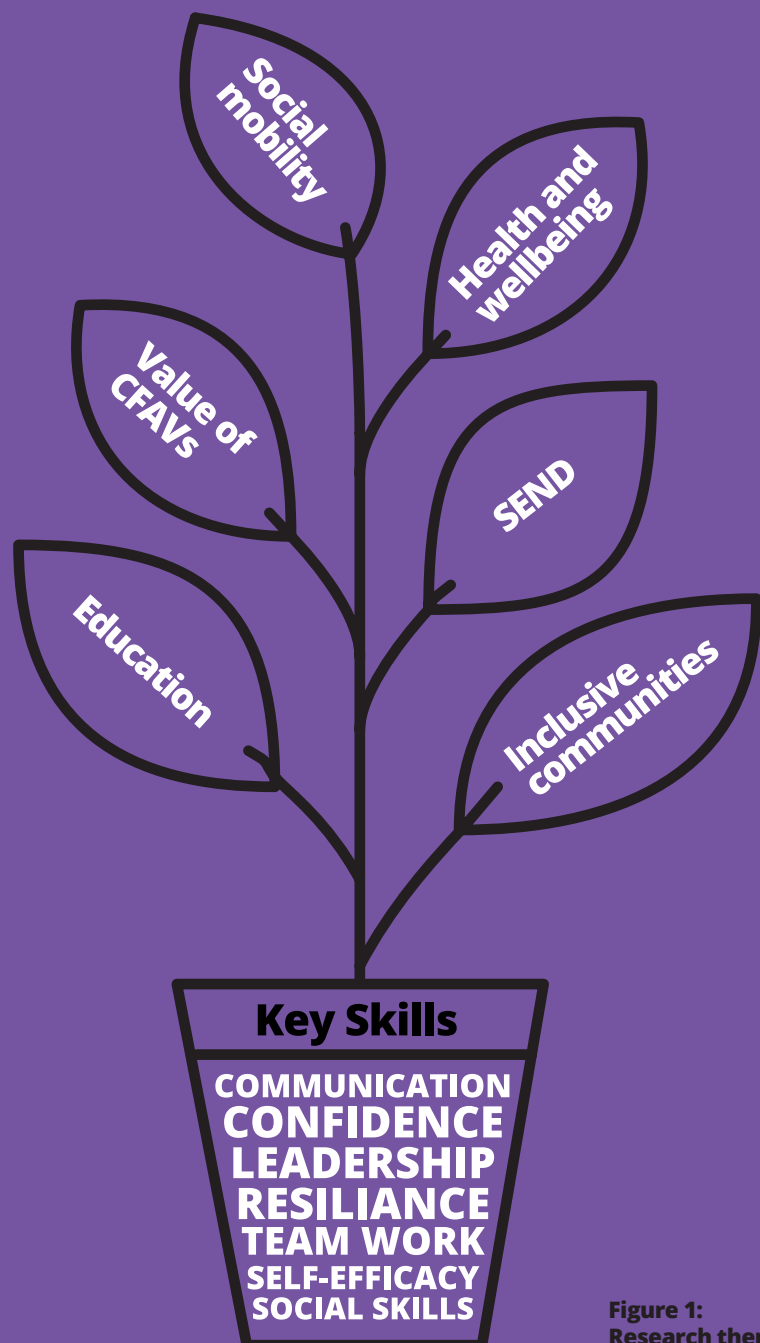 Social
mobility
Health and
wellbeing
Value of
CFAVs
SEND
Education
Inclusive
communities
Key Skills
COMMUNICATION
CONFIDENCE
LEADERSHIP
RESILIANCE
TEAM WORK
SELF-EFFICACY
SOCIAL SKILLS
Figure 1:
Research